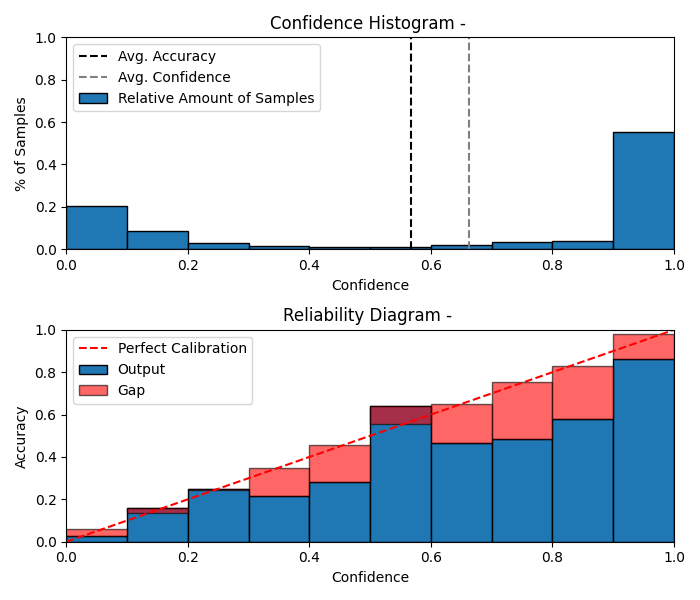 Confidence Histogram -
1.0
0.8
0.6
0.4
0.2
0.0
% of Samples
Avg. Accuracy
Avg. Confidence
Relative Amount of Samples
0.0 0.2 0.4 0.6 0.8 1.0
Confidence
Reliability Diagram -
1.0
0.8
0.6
0.4
0.2
0.0
Accuracy
Perfect Calibration
Output
Gap
0.0 0.2 0.4 0.6 0.8 1.0
Confidence